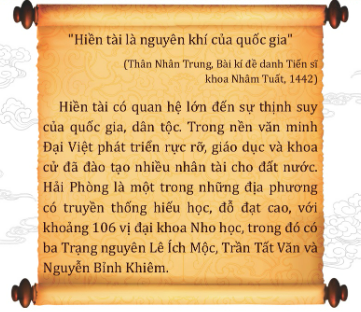 "Hiền tài là nguyên khí của quốc gia"
(Thân Nhân Trung, Bài kí đề danh Tiến sĩ
khoa Nhâm Tuất, 1442)
Hiền tài có quan hệ lớn đến sự thịnh suy
của quốc gia, dân tộc. Trong nền văn minh
Đại Việt phát triển rực rỡ, giáo dục và khoa
cử đã đào tạo nhiều nhân tài cho đất nước.
Hải Phòng là một trong những địa phương
có truyền thống hiếu học, đỗ đạt cao, với
khoảng 106 vị đại khoa Nho học, trong đó có
ba Trạng nguyên Lê Ích Mộc, Trần Tất Văn và
Nguyễn Bỉnh Khiêm.